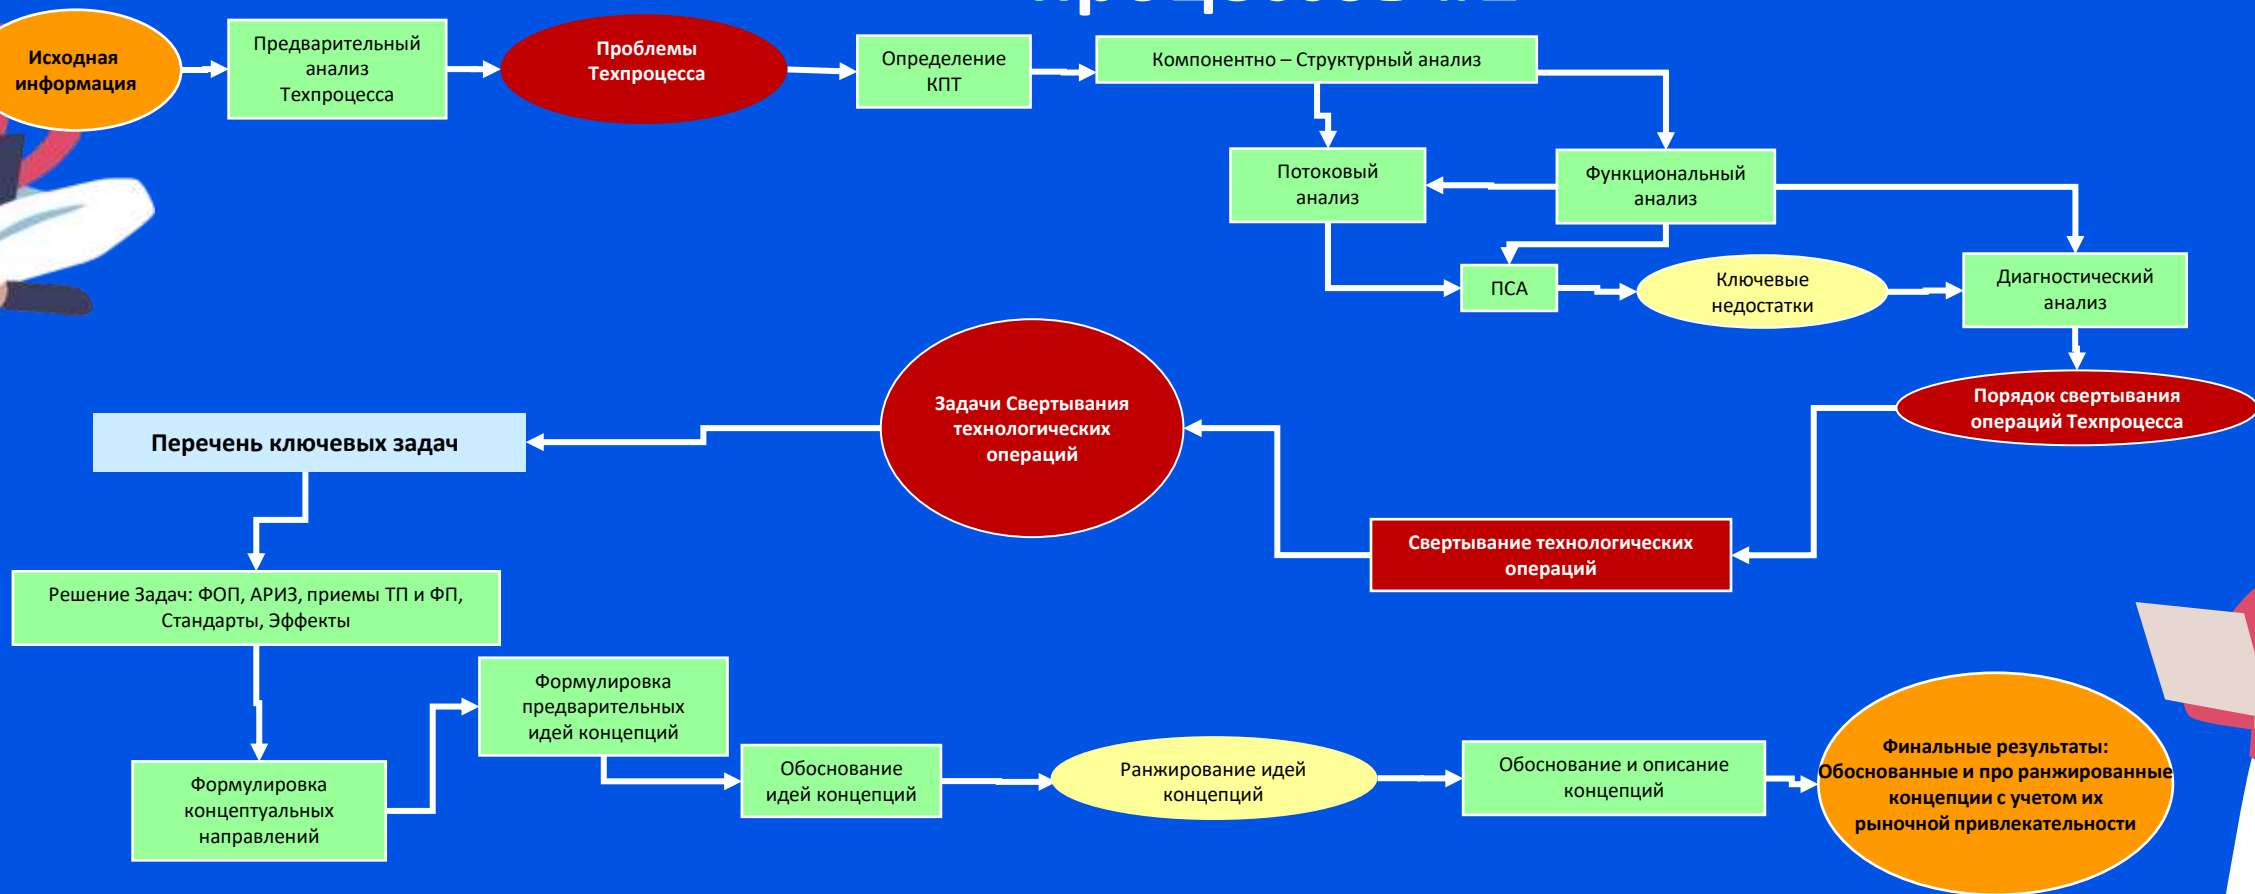 Исходная
информация
Предварительный
анализ
Техпроцесса
Проблемы
Техпроцесса
Определение
КПТ
Компонентно – Структурный анализ
Потоковый
анализ
Функциональный
анализ
ПСА
Ключевые
недостатки
Диагностический
анализ
Порядок свертывания
операций Техпроцесса
Свертывание технологических
операций
Задачи Свертывания
технологических
операций
Перечень ключевых задач
Решение Задач: ФОП, АРИЗ, приемы ТП и ФП,
Стандарты, Эффекты
Формулировка
концептуальных
направлений
Формулировка
предварительных
идей концепций
Обоснование
идей концепций
Ранжирование идей
концепций
Обоснование и описание
концепций
Финальные результаты:
Обоснованные и про ранжированные
концепции с учетом их
рыночной привлекательности